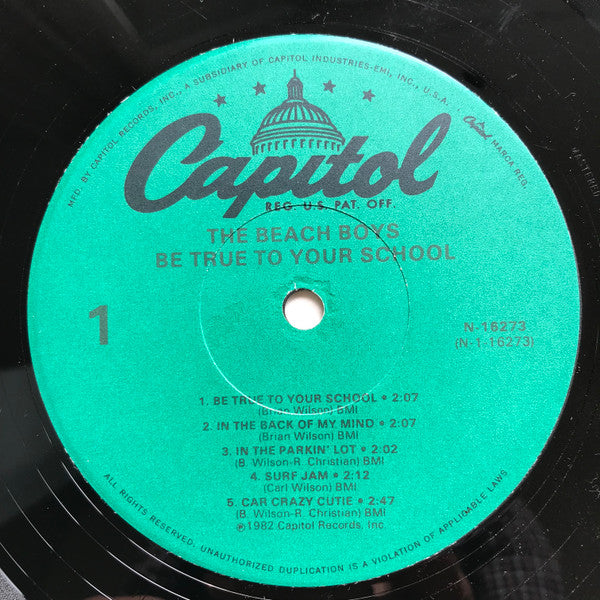 MFD. BY CAPITOL RECORDS, INC., A SUBSIDIARY OF CAPITOL INDUSTRIES-EMI, INC., U.S.A. Capitol MARCA REG.
Capitol
REG. U.S. PAT. OFF.
THE BEACH BOYS
BE TRUE TO YOUR SCHOOL
1
N-16273
(N-1-16273)
1. BE TRUE TO YOUR SCHOOL • 2:07
(Brian Wilson) BMI
2. IN THE BACK OF MY MIND • 2:07
(Brian Wilson) BMI
3. IN THE PARKIN' LOT • 2:02
(B. Wilson-R. Christian) BMI
4. SURF JAM • 2:12
(Carl Wilson) BMI
5. CAR CRAZY CUTIE • 2:47
(B. Wilson-R. Christian) BMI
℗1982 Capitol Records, Inc.
ALL RIGHTS RESERVED. UNAUTHORIZED DUPLICATION IS A VIOLATION OF APPLICABLE LAWS
MASTERED